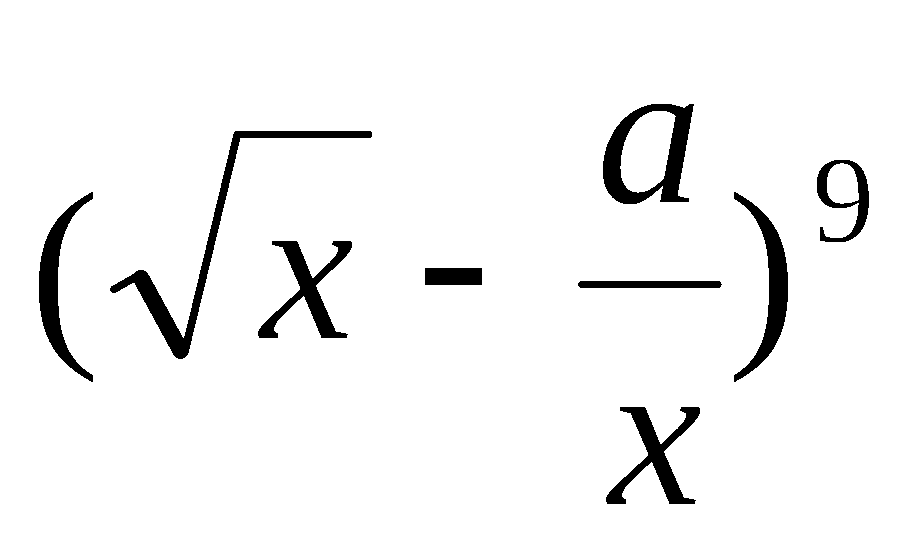 (√x - a/x)⁹